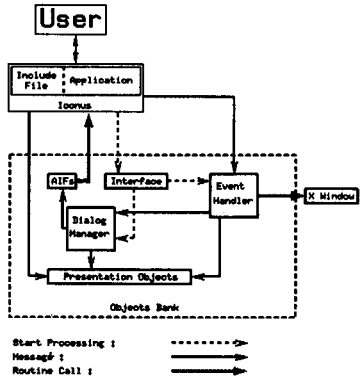 User
Include File
Application
Iconus
AIFs
Interface
Event Handler
X Window
Dialog Manager
Presentation Objects
Objects Bank
Start Processing :
Message :
Routine Call :